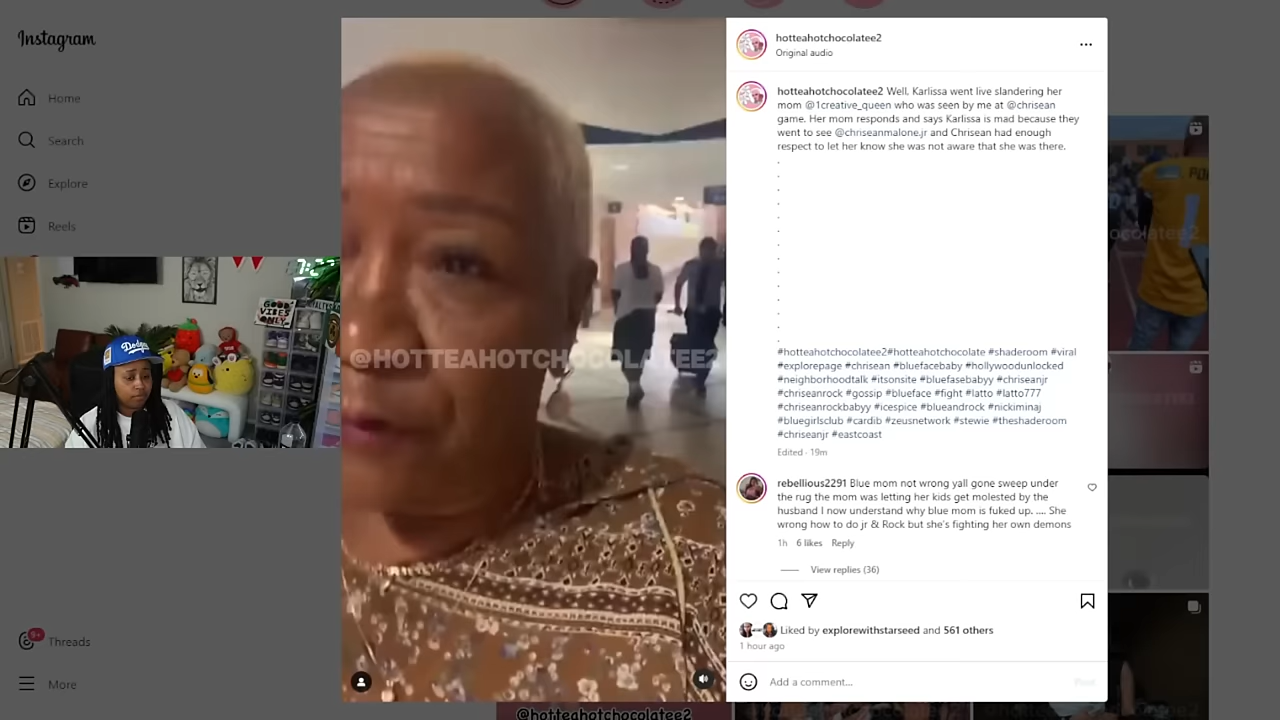 Instagram
Home
Search
Explore
Reels
GOOD
VIBES
ONLY
Dodgers
@HOTTEAHOTCHOCOLATEE2
hotteahotchocolatee2
Original audio
hotteahotchocolatee2 Well, Karlissa went live slandering her
mom @1creative_queen who was seen by me at @chrisean
game. Her mom responds and says Karlissa is mad because they
went to see @chriseanmalone.jr and Chrisean had enough
respect to let her know she was not aware that she was there.
.
.
.
.
.
.
.
.
.
.
.
.
.
.
#hotteahotchocolatee2#hotteahotchocolate #shaderoom #viral
#explorepage #chrisean #bluefacebaby #hollywoodunlocked
#neighborhoodtalk #itsonsite #bluefasebabyy #chriseanjr
#chriseanrock #gossip #blueface #fight #latto #latto777
#chriseanrockbabyy #icespice #blueandrock #nickiminaj
#bluegirlsclub #cardib #zeusnetwork #stewie #theshaderoom
#chriseanjr #eastcoast
Edited · 19m
rebellious2291 Blue mom not wrong yall gone sweep under
the rug the mom was letting her kids get molested by the
husband I now understand why blue mom is fuked up. .... She
wrong how to do jr & Rock but she's fighting her own demons
1h 6 likes Reply
View replies (36)
Liked by explorewithstarseed and 561 others
1 hour ago
Add a comment...
Post
9+
Threads
More
@hotteahotchocolatee2